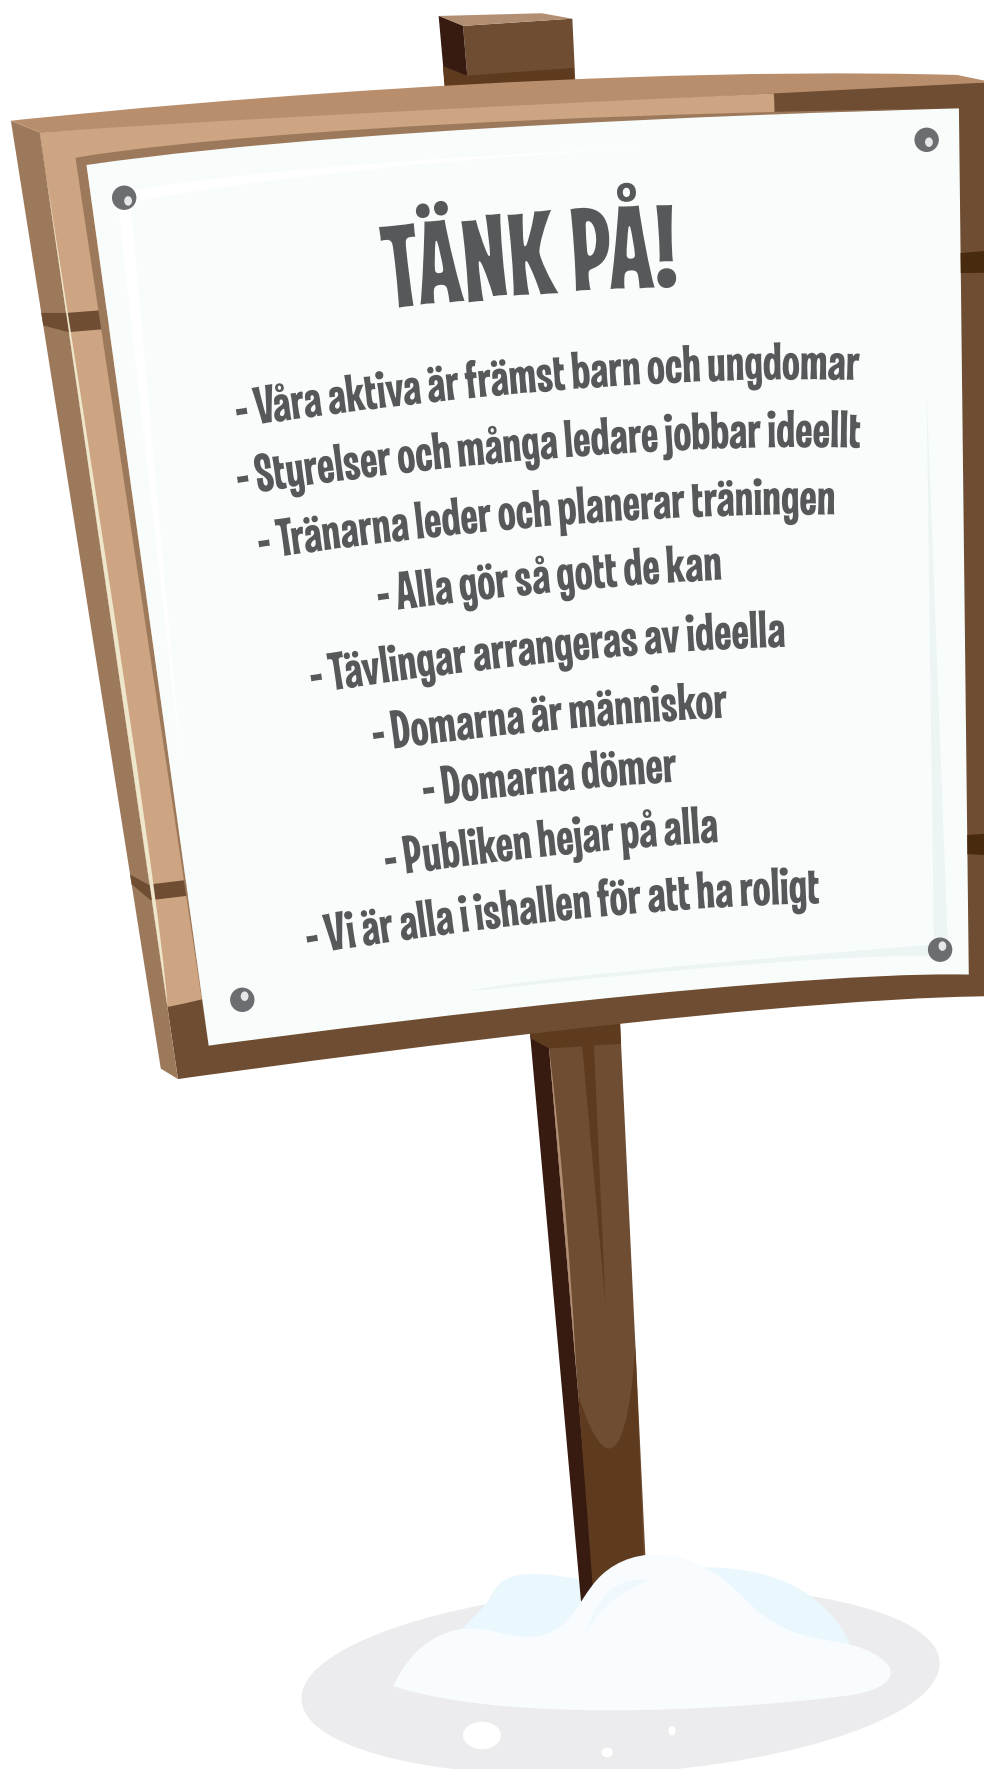 TÄNK PÅ!
- Våra aktiva är främst barn och ungdomar
- Styrelser och många ledare jobbar ideellt
- Tränarna leder och planerar träningen
- Alla gör så gott de kan
- Tävlingar arrangeras av ideella
- Domarna är människor
- Domarna dömer
- Publiken hejar på alla
- Vi är alla i ishallen för att ha roligt